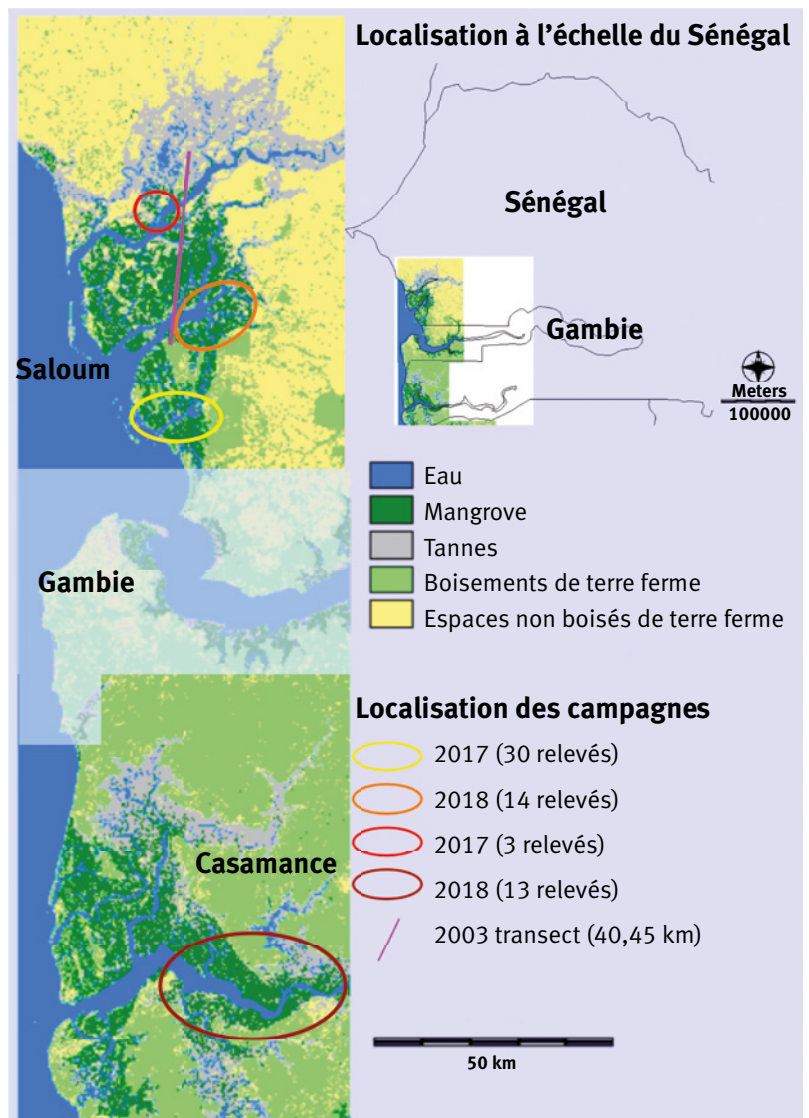 Localisation à l’échelle du Sénégal
Sénégal
Gambie
Meters
100000
Saloum
Gambie
Casamance
Eau
Mangrove
Tannes
Boisements de terre ferme
Espaces non boisés de terre ferme
Localisation des campagnes
2017 (30 relevés)
2018 (14 relevés)
2017 (3 relevés)
2018 (13 relevés)
2003 transect (40,45 km)
50 km